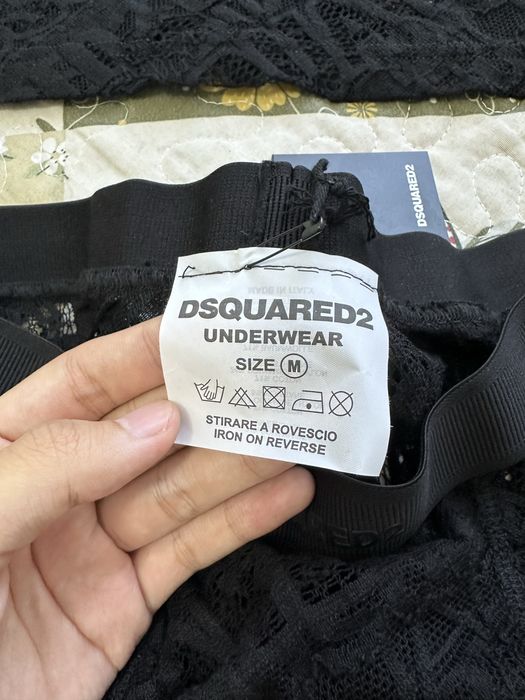 DSQUARED2
DSQUARED2
UNDERWEAR
SIZE M
STIRARE A ROVESCIO
IRON ON REVERSE